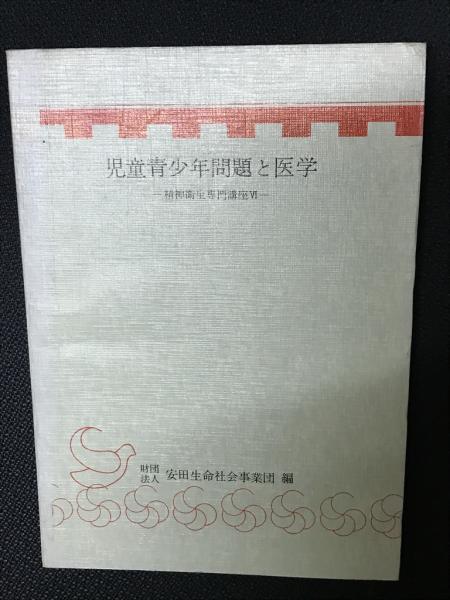 児童青少年問題と医学
―精神衛生専門講座Ⅵ―
財団法人 安田生命社会事業団 編